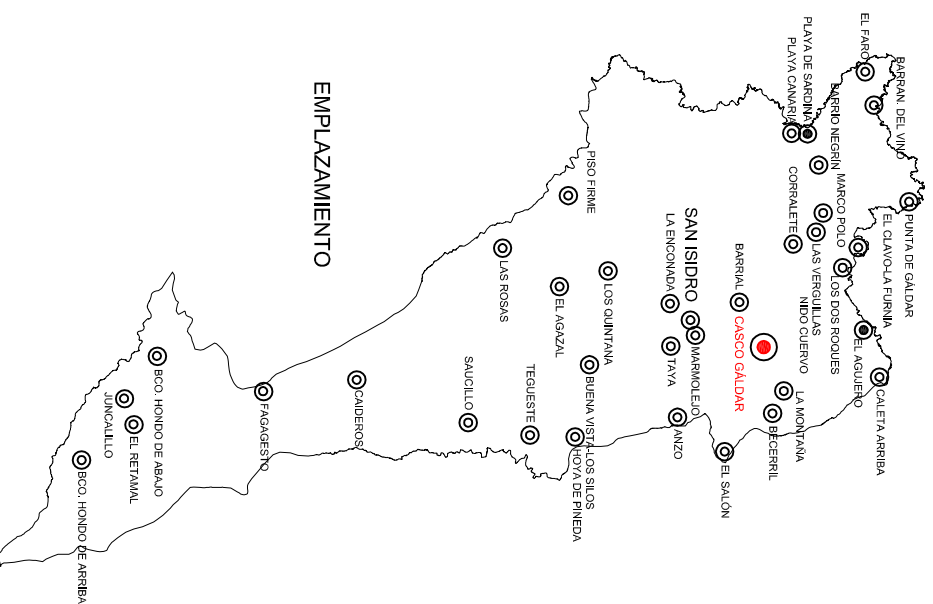 EL FARO
BARRAN. DEL VINO
PLAYA DE SARDINA
PLAYA CANARIA
BARRIO NEGRÍN
MARCO POLO
CORRALETE
PUNTA DE GÁLDAR
EL CLAVO-LA FURNIA
LOS DOS ROQUES
LAS VERGUILLAS
NIDO CUERVO
EL AGUJERO
CALETA ARRIBA
BARRIAL
CASCO GÁLDAR
LA MONTAÑA
BECERRIL
EL SALÓN
SAN ISIDRO
LA ENCONADA
MARMOLEJO
TAYA
ANZO
PISO FIRME
LOS QUINTANA
EL AGAZAL
LAS ROSAS
BUENA VISTA-LOS SILOS
HOYA DE PINEDA
TEGUESTE
SAUCILLO
CAIDEROS
FAGAGESTO
BCO. HONDO DE ABAJO
JUNCALILLO
EL RETAMAL
BCO. HONDO DE ARRIBA
EMPLAZAMIENTO